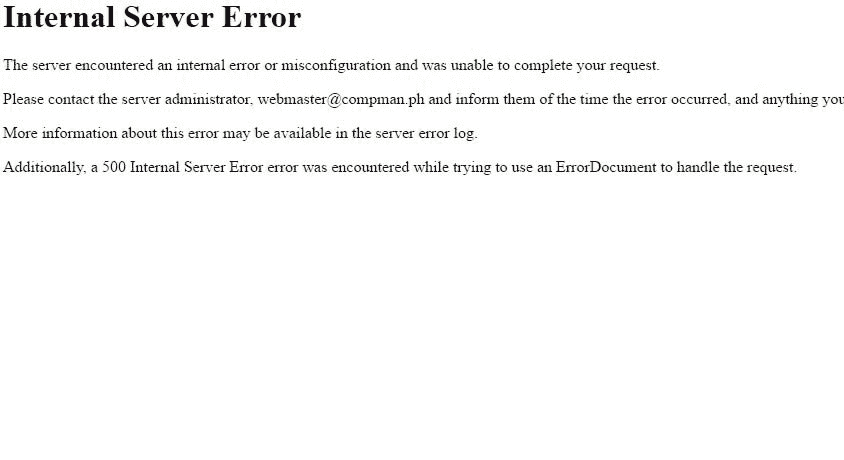 Internal Server Error
The server encountered an internal error or misconfiguration and was unable to complete your request.
Please contact the server administrator, webmaster@compman.ph and inform them of the time the error occurred, and anything you
More information about this error may be available in the server error log.
Additionally, a 500 Internal Server Error error was encountered while trying to use an ErrorDocument to handle the request.